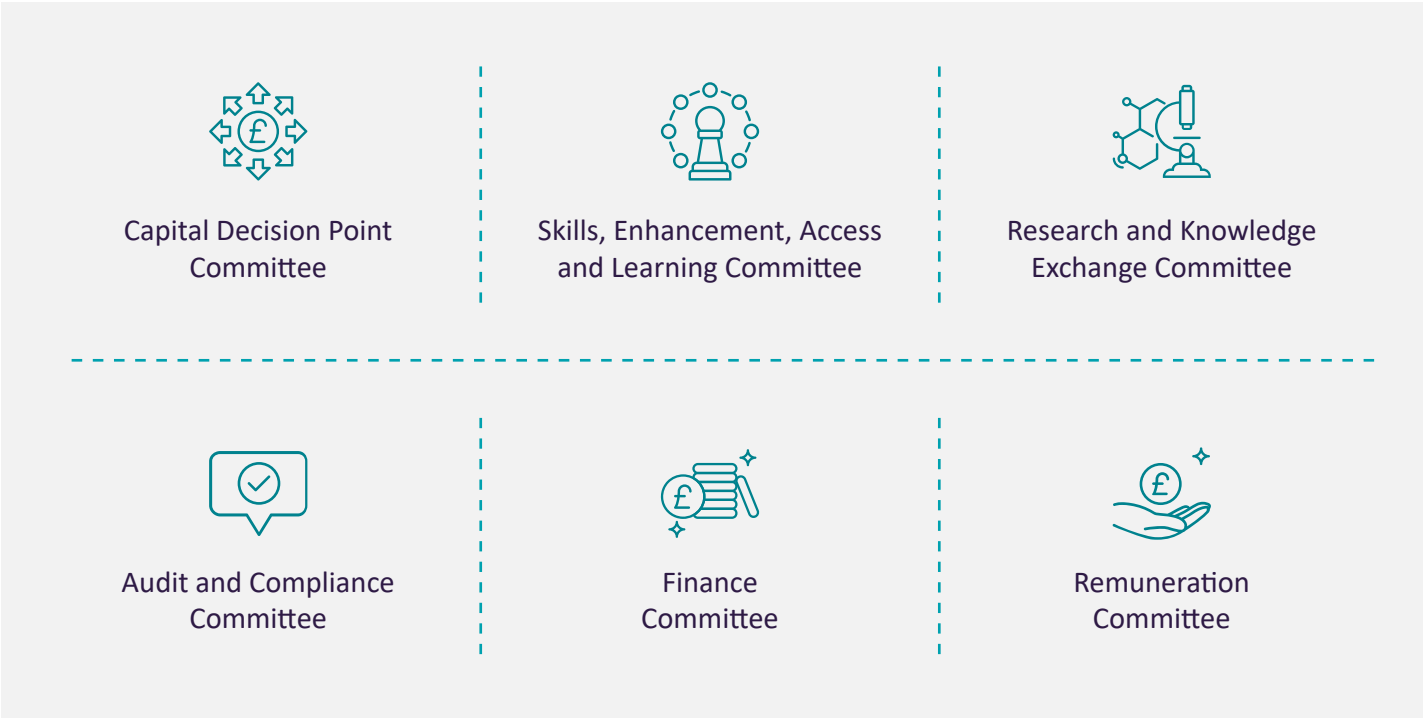 £
Capital Decision Point
Committee
Skills, Enhancement, Access
and Learning Committee
Research and Knowledge
Exchange Committee
Audit and Compliance
Committee
£
Finance
Committee
£
Remuneration
Committee